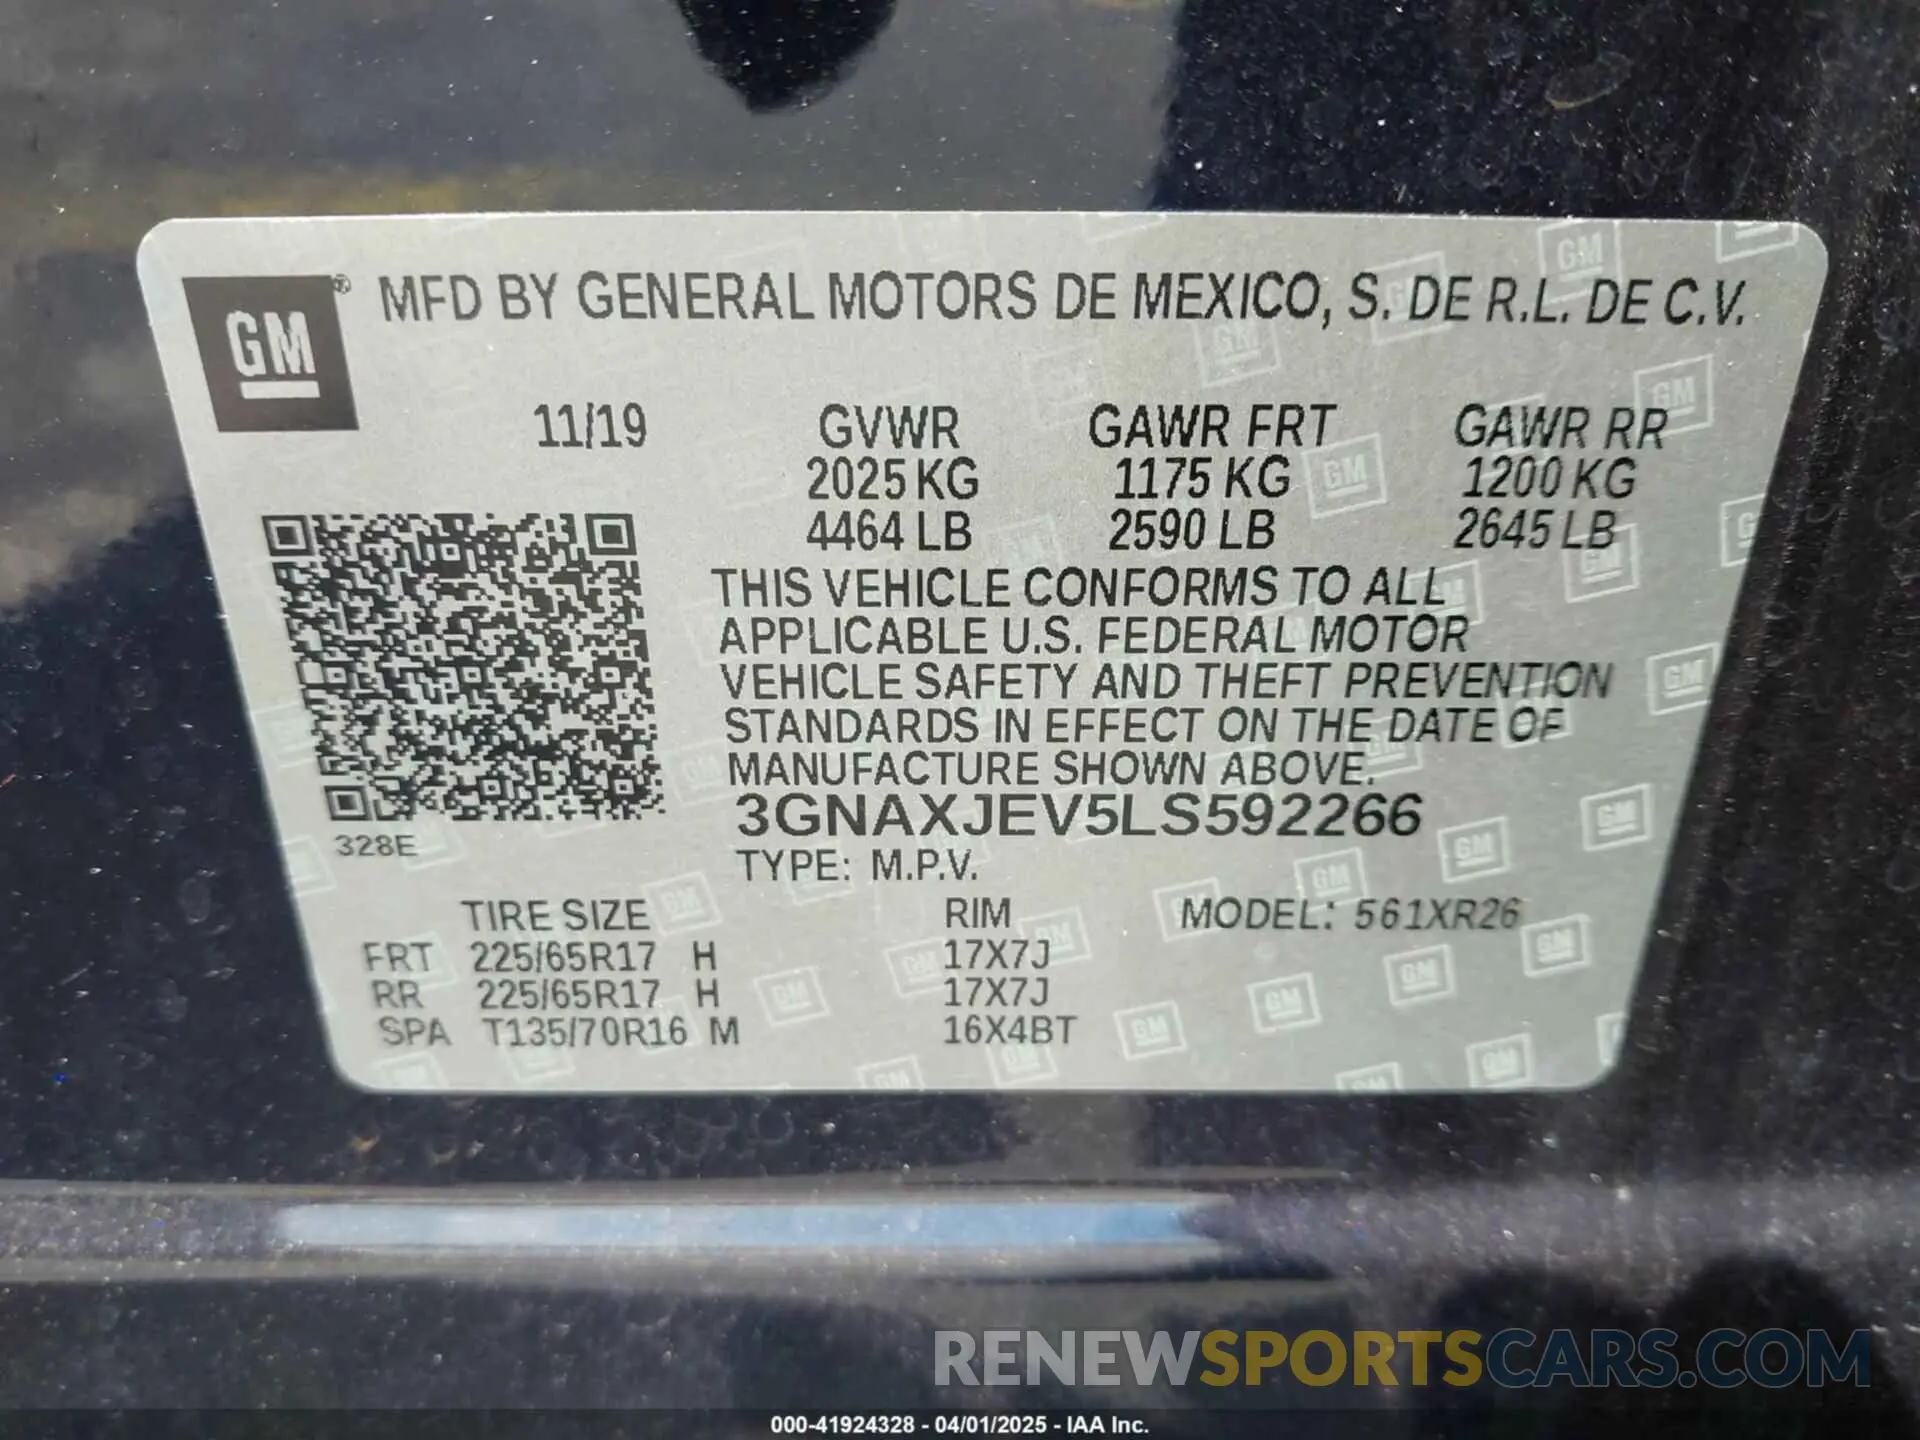 GM® MFD BY GENERAL MOTORS DE MEXICO, S. DE R.L. DE C.V.
11/19 GVWR GAWR FRT GAWR RR
2025 KG 1175 KG 1200 KG
4464 LB 2590 LB 2645 LB
THIS VEHICLE CONFORMS TO ALL
APPLICABLE U.S. FEDERAL MOTOR
VEHICLE SAFETY AND THEFT PREVENTION
STANDARDS IN EFFECT ON THE DATE OF
MANUFACTURE SHOWN ABOVE.
3GNAXJEV5LS592266
328E
TYPE: M.P.V.
TIRE SIZE RIM MODEL: 561XR26
FRT 225/65R17 H 17X7J
RR 225/65R17 H 17X7J
SPA T135/70R16 M 16X4BT
RENEWSPORTSCARS.COM
000-41924328 - 04/01/2025 - IAA Inc.